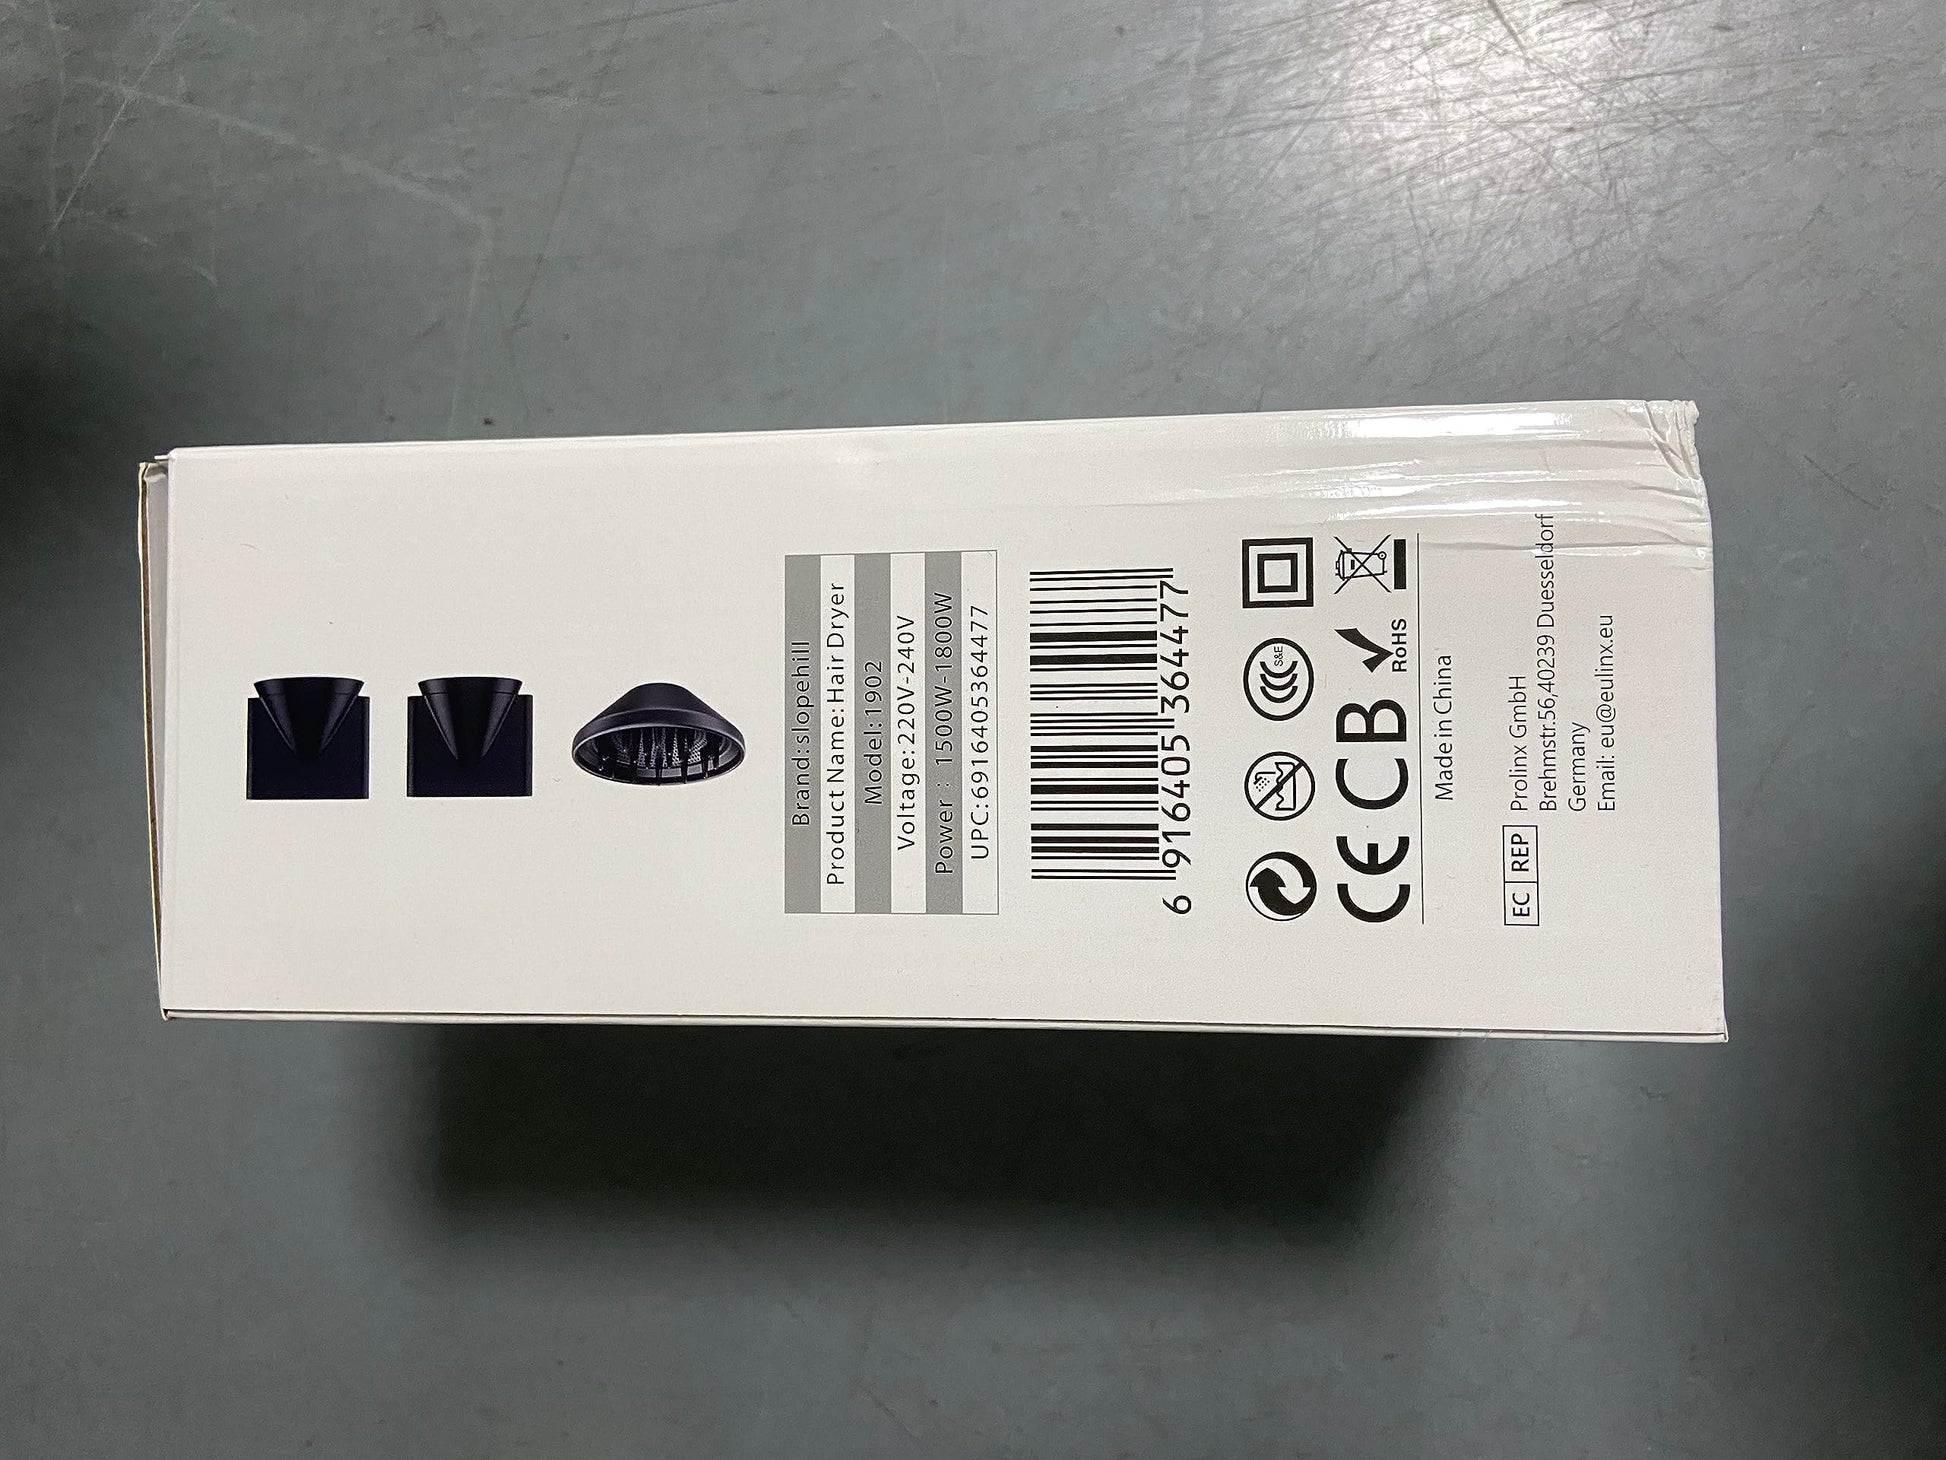 Brand:slopehill
Product Name:Hair Dryer
Model:1902
Voltage:220V-240V
Power : 1500W-1800W
UPC:6916405364477
6 916405 364477
S&E
CE CB RoHS
Made in China
EC REP
Prolinx GmbH
Brehmstr.56,40239 Duesseldorf
Germany
Email: eu@eulinx.eu